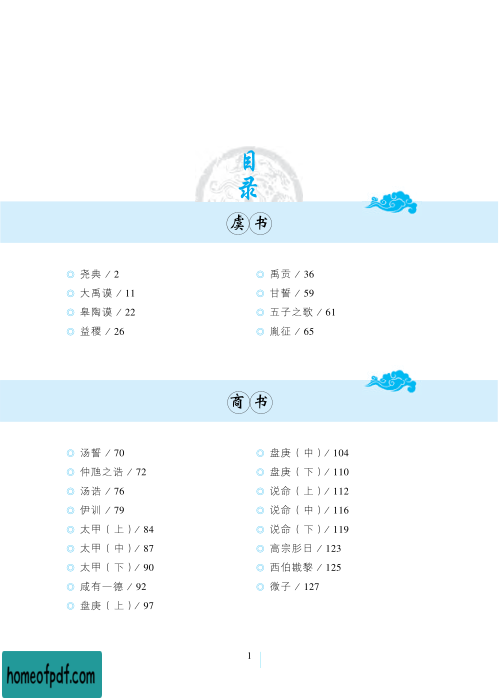 目
录
虞书
尧典 / 2
大禹谟 / 11
皋陶谟 / 22
益稷 / 26
禹贡 / 36
甘誓 / 59
五子之歌 / 61
胤征 / 65
商书
汤誓 / 70
仲虺之诰 / 72
汤诰 / 76
伊训 / 79
太甲（上）/ 84
太甲（中）/ 87
太甲（下）/ 90
咸有一德 / 92
盘庚（上）/ 97
盘庚（中）/ 104
盘庚（下）/ 110
说命（上）/ 112
说命（中）/ 116
说命（下）/ 119
高宗肜日 / 123
西伯戡黎 / 125
微子 / 127
1
homeofpdf.com